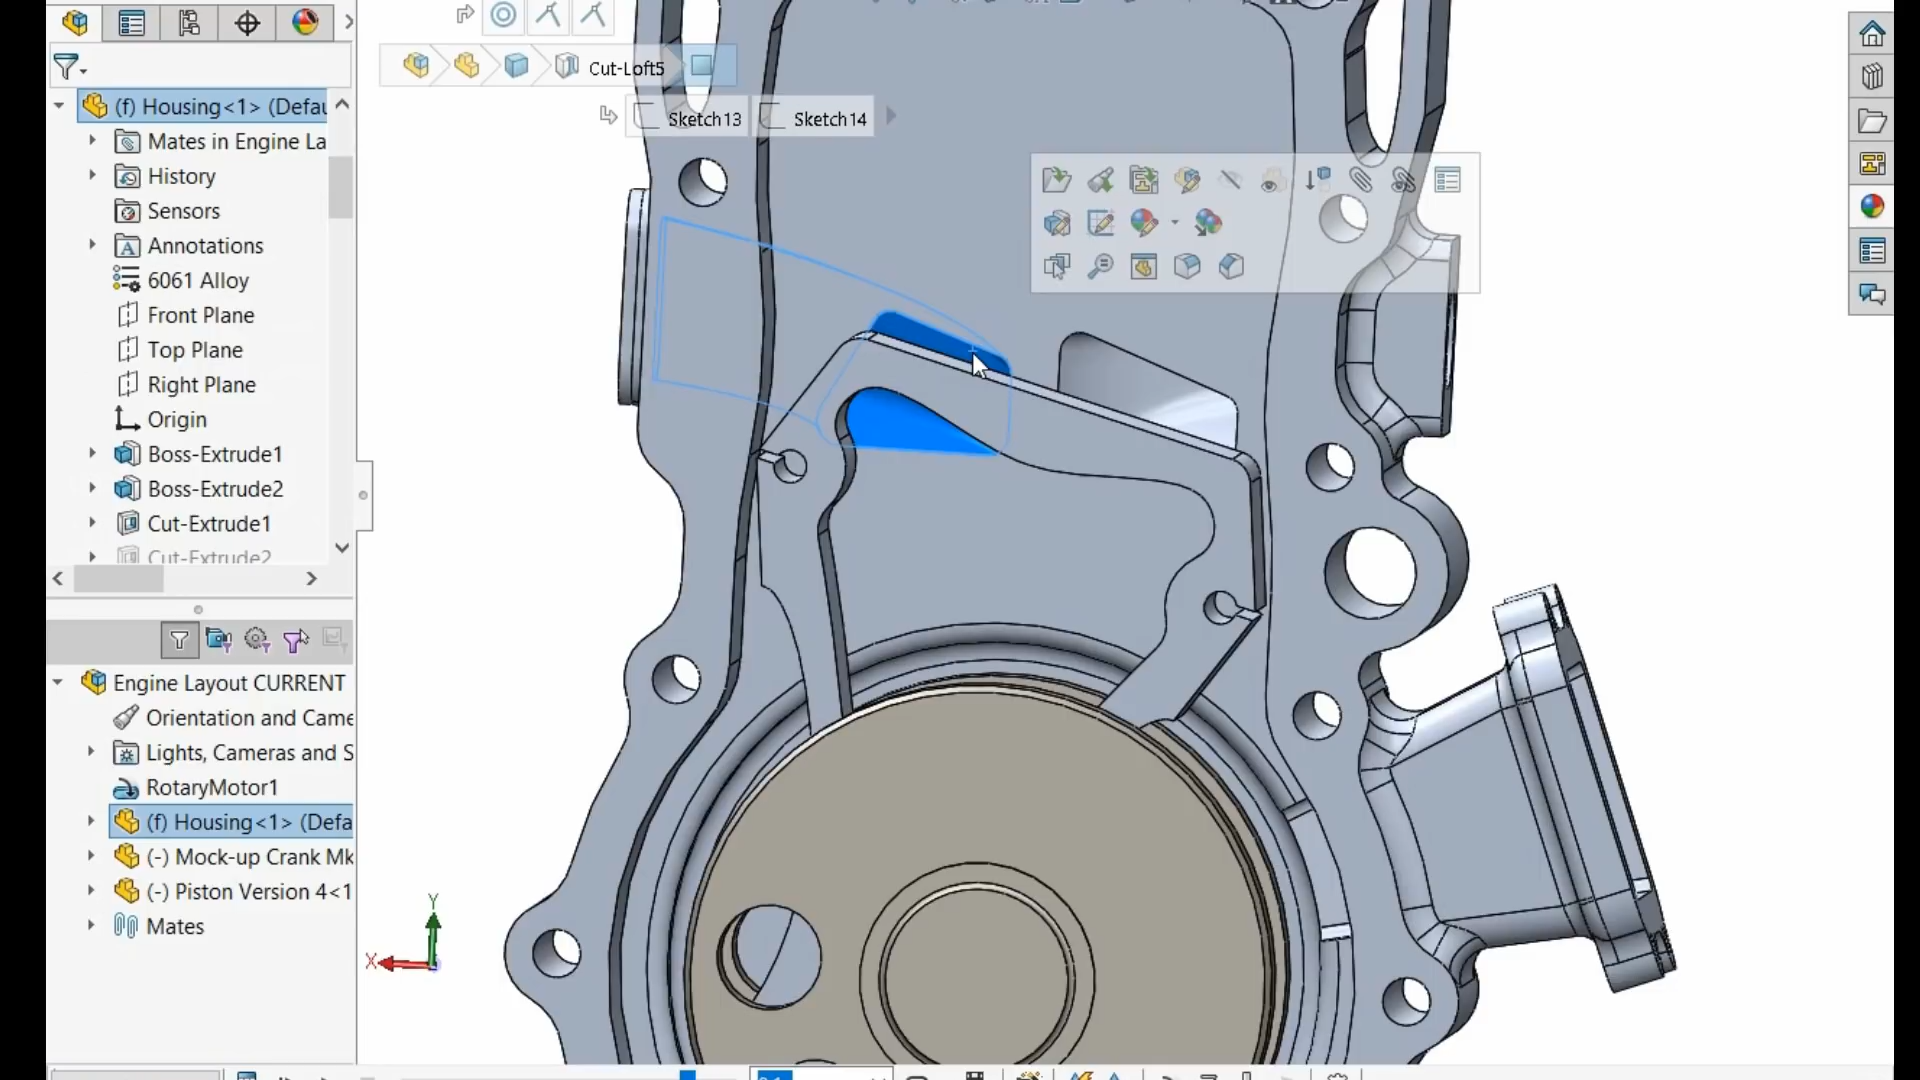 Cut-Loft5
Sketch13
Sketch14
(f) Housing<1> (Defau
Mates in Engine La
History
Sensors
Annotations
6061 Alloy
Front Plane
Top Plane
Right Plane
Origin
Boss-Extrude1
Boss-Extrude2
Cut-Extrude1
Cut-Extrude2
Engine Layout CURRENT
Orientation and Came
Lights, Cameras and S
RotaryMotor1
(f) Housing<1> (Defa
(-) Mock-up Crank Mk
(-) Piston Version 4<1
Mates
Y
X